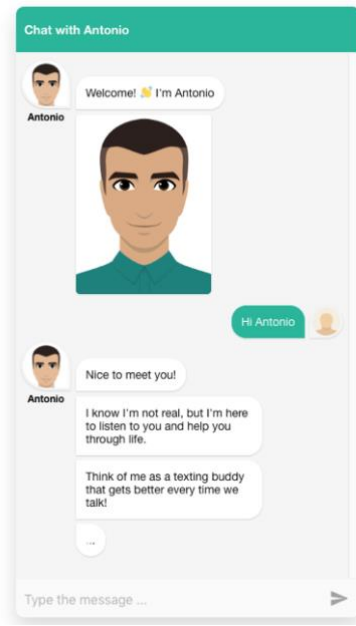 Chat with Antonio
Welcome! 👋 I'm Antonio
Antonio
Hi Antonio
Nice to meet you!
Antonio
I know I'm not real, but I'm here
to listen to you and help you
through life.
Think of me as a texting buddy
that gets better every time we
talk!
...
Type the message ...